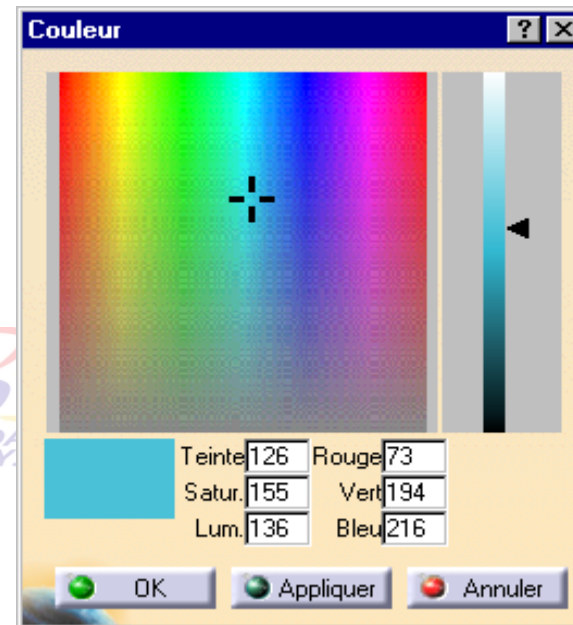 Couleur
Teinte 126 Rouge 73
Satur. 155 Vert 194
Lum. 136 Bleu 216
OK Appliquer Annuler